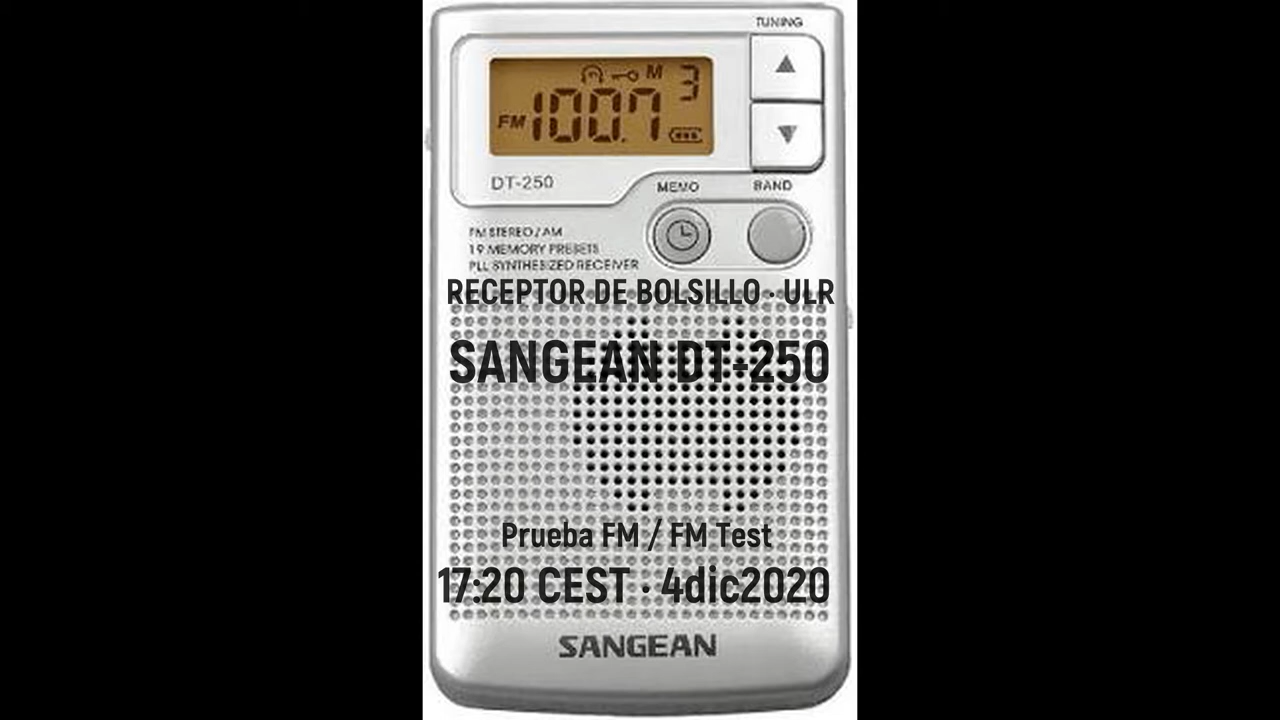 TUNING
M 3
FM 100.7
DT-250
MEMO BAND
FM STEREO / AM
19 MEMORY PRESETS
PLL SYNTHESIZED RECEIVER
RECEPTOR DE BOLSILLO · ULR
SANGEAN DT-250
Prueba FM / FM Test
17:20 CEST · 4dic2020
SANGEAN